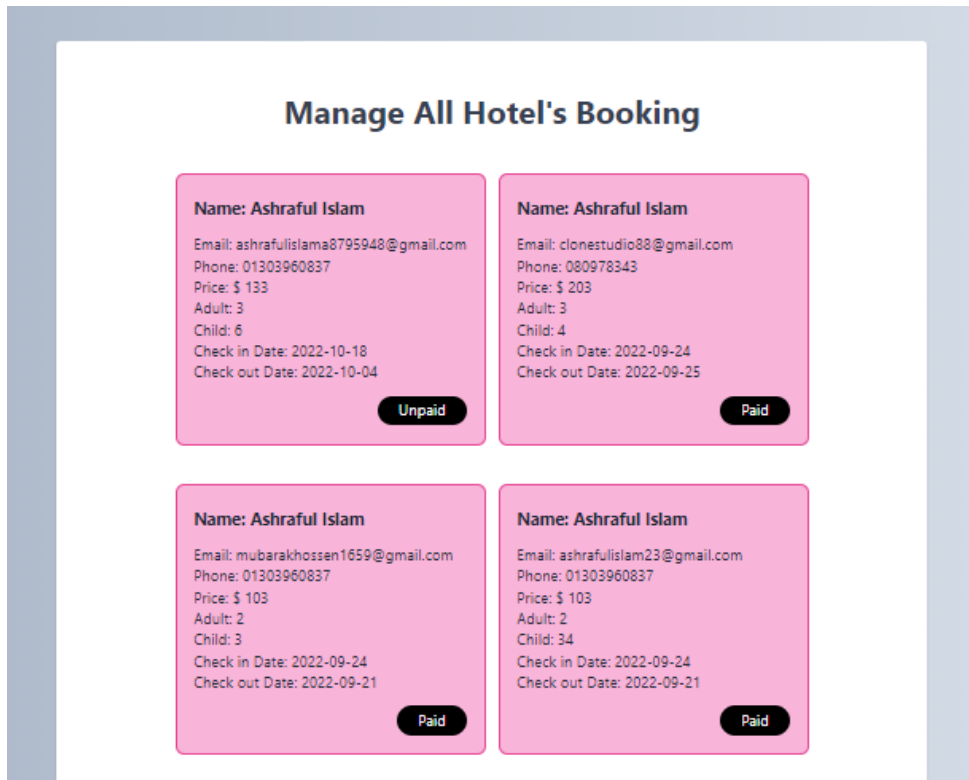 Manage All Hotel's Booking
Name: Ashraful Islam
Email: ashrafulislama8795948@gmail.com
Phone: 01303960837
Price: $ 133
Adult: 3
Child: 6
Check in Date: 2022-10-18
Check out Date: 2022-10-04
Unpaid
Name: Ashraful Islam
Email: clonestudio88@gmail.com
Phone: 080978343
Price: $ 203
Adult: 3
Child: 4
Check in Date: 2022-09-24
Check out Date: 2022-09-25
Paid
Name: Ashraful Islam
Email: mubarakhossen1659@gmail.com
Phone: 01303960837
Price: $ 103
Adult: 2
Child: 3
Check in Date: 2022-09-24
Check out Date: 2022-09-21
Paid
Name: Ashraful Islam
Email: ashrafulislam23@gmail.com
Phone: 01303960837
Price: $ 103
Adult: 2
Child: 34
Check in Date: 2022-09-24
Check out Date: 2022-09-21
Paid